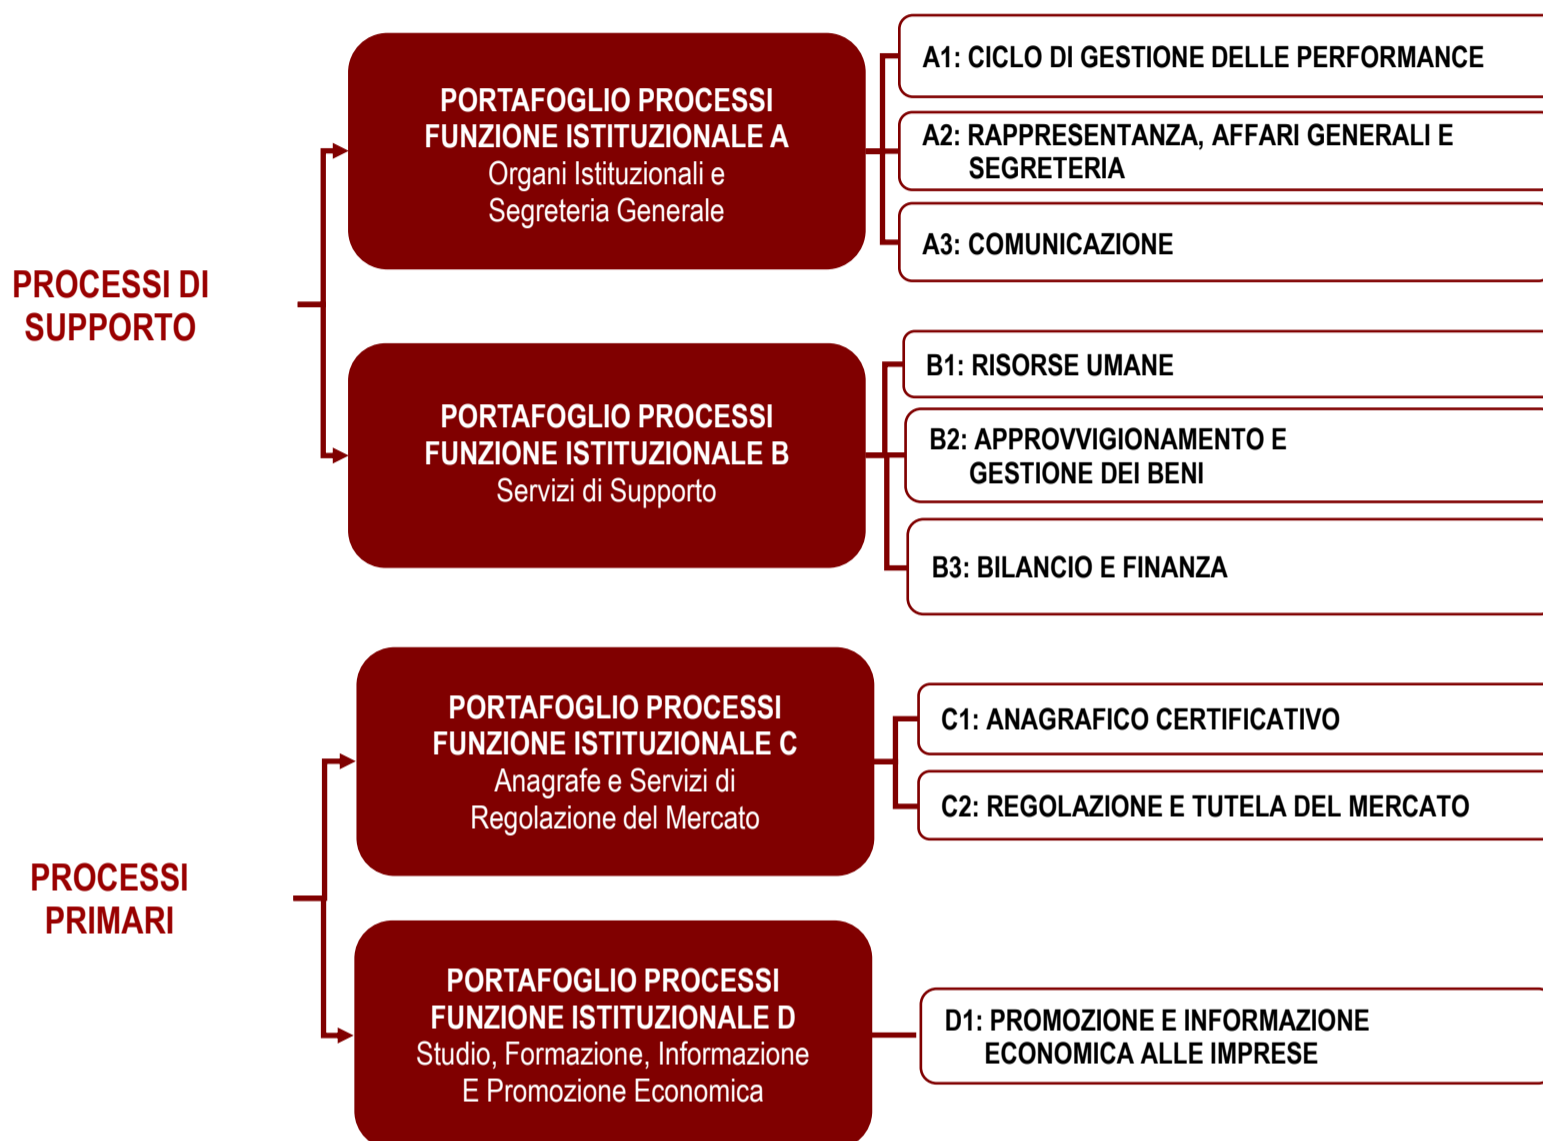 PROCESSI DI
SUPPORTO
PORTAFOGLIO PROCESSI
FUNZIONE ISTITUZIONALE A
Organi Istituzionali e
Segreteria Generale
A1: CICLO DI GESTIONE DELLE PERFORMANCE
A2: RAPPRESENTANZA, AFFARI GENERALI E
SEGRETERIA
A3: COMUNICAZIONE
PORTAFOGLIO PROCESSI
FUNZIONE ISTITUZIONALE B
Servizi di Supporto
B1: RISORSE UMANE
B2: APPROVVIGIONAMENTO E
GESTIONE DEI BENI
B3: BILANCIO E FINANZA
PROCESSI
PRIMARI
PORTAFOGLIO PROCESSI
FUNZIONE ISTITUZIONALE C
Anagrafe e Servizi di
Regolazione del Mercato
C1: ANAGRAFICO CERTIFICATIVO
C2: REGOLAZIONE E TUTELA DEL MERCATO
PORTAFOGLIO PROCESSI
FUNZIONE ISTITUZIONALE D
Studio, Formazione, Informazione
E Promozione Economica
D1: PROMOZIONE E INFORMAZIONE
ECONOMICA ALLE IMPRESE